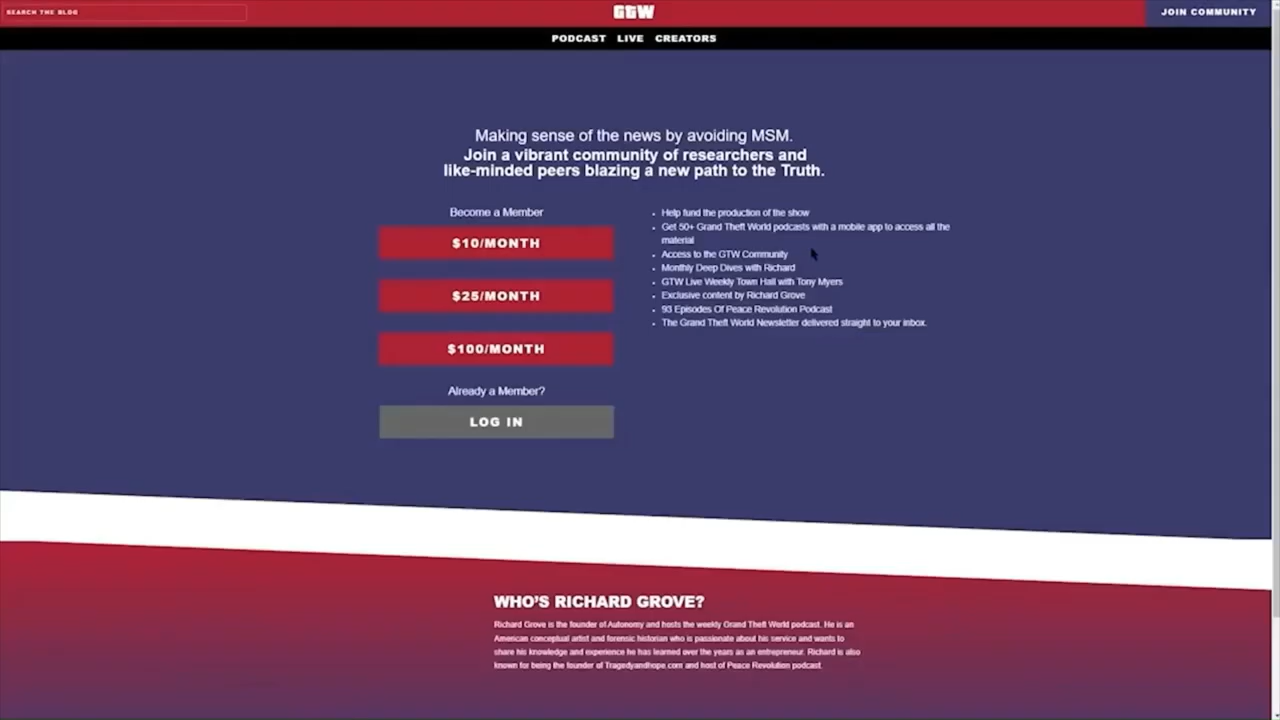 SEARCH THE BLOG
GTW
JOIN COMMUNITY
PODCAST LIVE CREATORS
Making sense of the news by avoiding MSM.
Join a vibrant community of researchers and
like-minded peers blazing a new path to the Truth.
Become a Member
$10/MONTH
$25/MONTH
$100/MONTH
Already a Member?
LOG IN
Help fund the production of the show
Get 50+ Grand Theft World podcasts with a mobile app to access all the
material
Access to the GTW Community
Monthly Deep Dives with Richard
GTW Live Weekly Town Hall with Tony Myers
Exclusive content by Richard Grove
93 Episodes Of Peace Revolution Podcast
The Grand Theft World Newsletter delivered straight to your inbox.
WHO'S RICHARD GROVE?
Richard Grove is the founder of Autonomy and hosts the weekly Grand Theft World podcast. He is an
American conceptual artist and forensic historian who is passionate about his service and wants to
share his knowledge and experience he has learned over the years as an entrepreneur. Richard is also
known for being the founder of Tragedyandhope.com and host of Peace Revolution podcast.